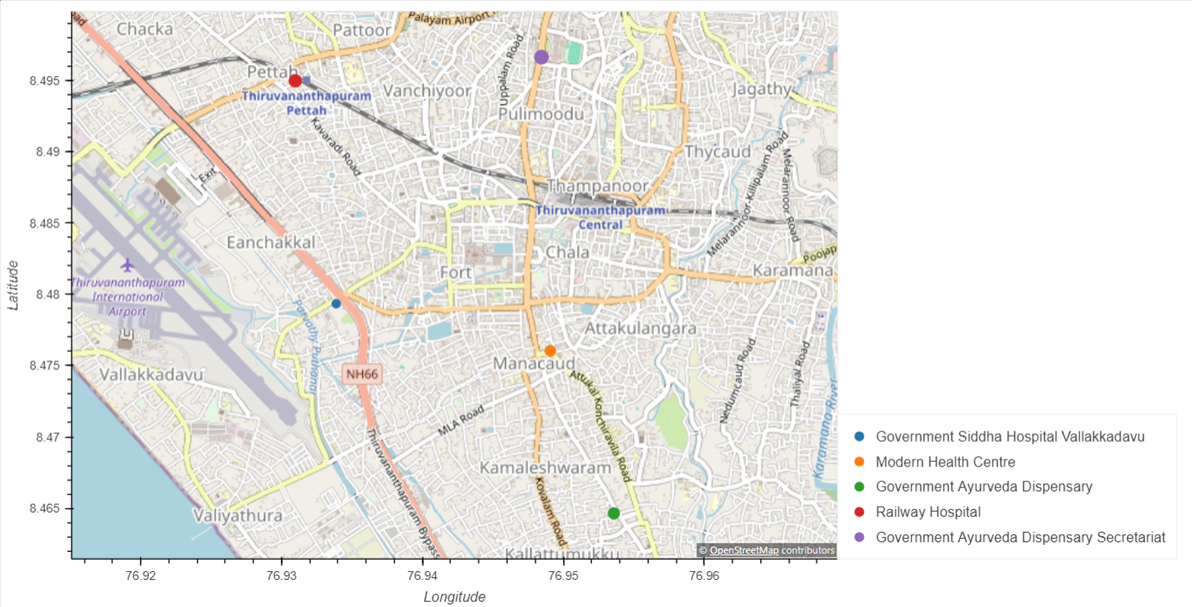 Road
Palayam Airport
Chacka
Pattoor
Uppalam Road
8.495
Pettah
Thiruvananthapuram
Pettah
Vanchiyoor
Jagathy
Pulimoodu
Kavaradi Road
8.49
Thycaud
Exit
Melarannoor-Killipalam Road
Melarannoor Road
Thampanoor
Thiruvananthapuram
Central
8.485
Eanchakkal
Chala
Poojap
Fort
Karamana
Latitude
Thiruvananthapuram
International
Airport
8.48
Parvathy Puthanar
Attakulangara
8.475
Manacaud
Vallakkadavu
NH66
Attukal Konchiravila Road
Nedumcaud Road
Thaliyal Road
Karamana River
MLA Road
8.47
Thiruvananthapuram Bypass
Kamaleshwaram
Kovalam Road
8.465
Valiyathura
Kallattumukku
© OpenStreetMap contributors
76.92
76.93
76.94
76.95
76.96
Longitude
Government Siddha Hospital Vallakkadavu
Modern Health Centre
Government Ayurveda Dispensary
Railway Hospital
Government Ayurveda Dispensary Secretariat